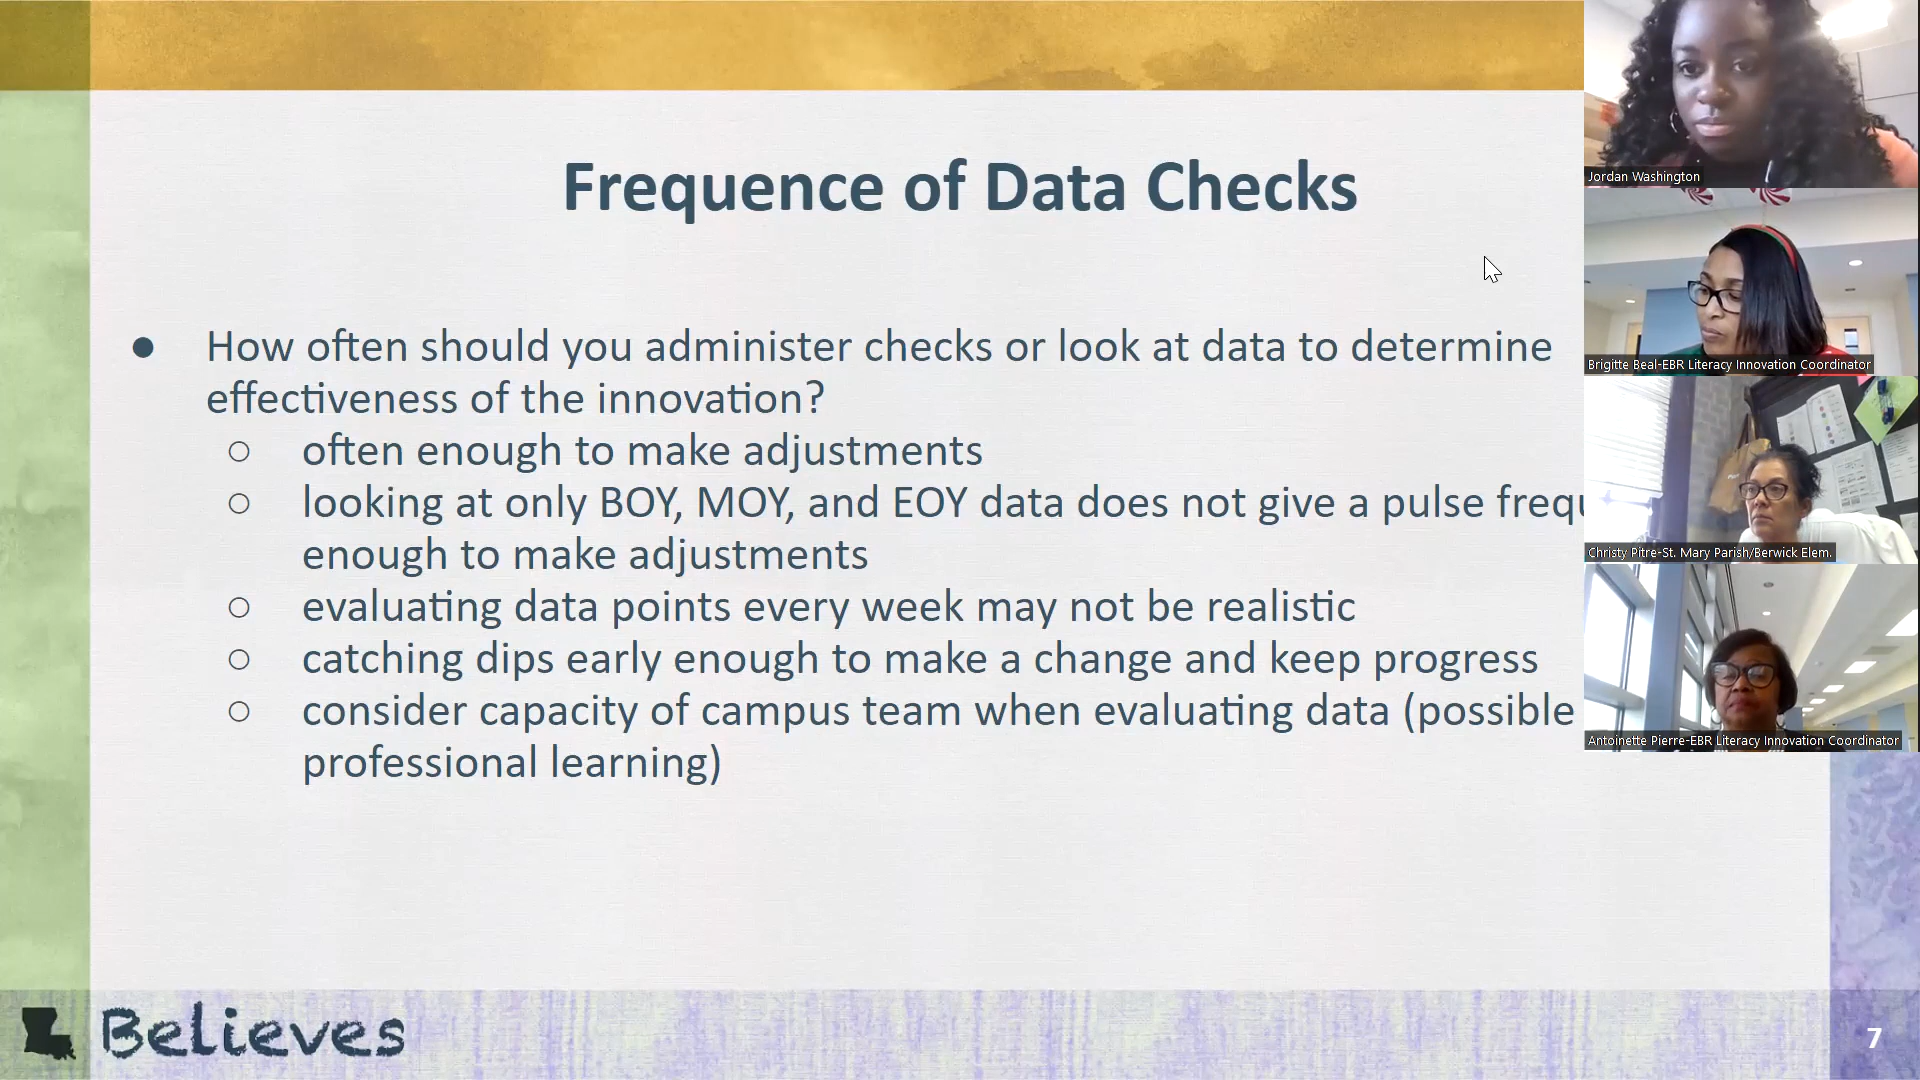 Frequence of Data Checks
● How often should you administer checks or look at data to determine
effectiveness of the innovation?
○ often enough to make adjustments
○ looking at only BOY, MOY, and EOY data does not give a pulse
enough to make adjustments
○ evaluating data points every week may not be realistic
○ catching dips early enough to make a change and keep progress
○ consider capacity of campus team when evaluating data (possible
professional learning)
Believes
7
Jordan Washington
Brigitte Beal-EBR Literacy Innovation Coordinator
Christy Pitre-St. Mary Parish/Berwick Elem.
Antoinette Pierre-EBR Literacy Innovation Coordinator